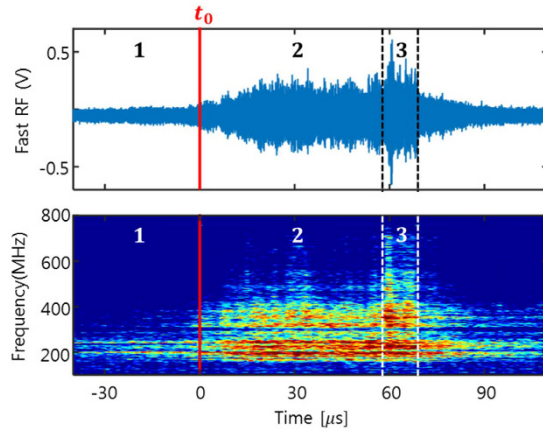 t₀
1 2 3
0.5
-0.5
Fast RF (V)
1 2 3
800
600
400
200
Frequency(MHz)
-30 0 30 60 90
Time [μs]